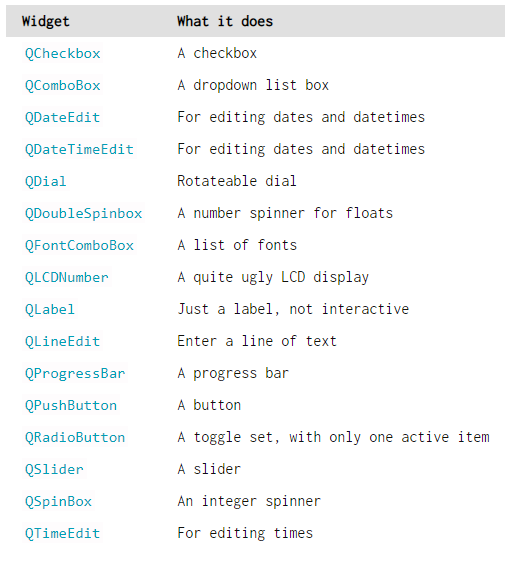 Widget What it does
QCheckbox A checkbox
QComboBox A dropdown list box
QDateEdit For editing dates and datetimes
QDateTimeEdit For editing dates and datetimes
QDial Rotateable dial
QDoubleSpinbox A number spinner for floats
QFontComboBox A list of fonts
QLCDNumber A quite ugly LCD display
QLabel Just a label, not interactive
QLineEdit Enter a line of text
QProgressBar A progress bar
QPushButton A button
QRadioButton A toggle set, with only one active item
QSlider A slider
QSpinBox An integer spinner
QTimeEdit For editing times